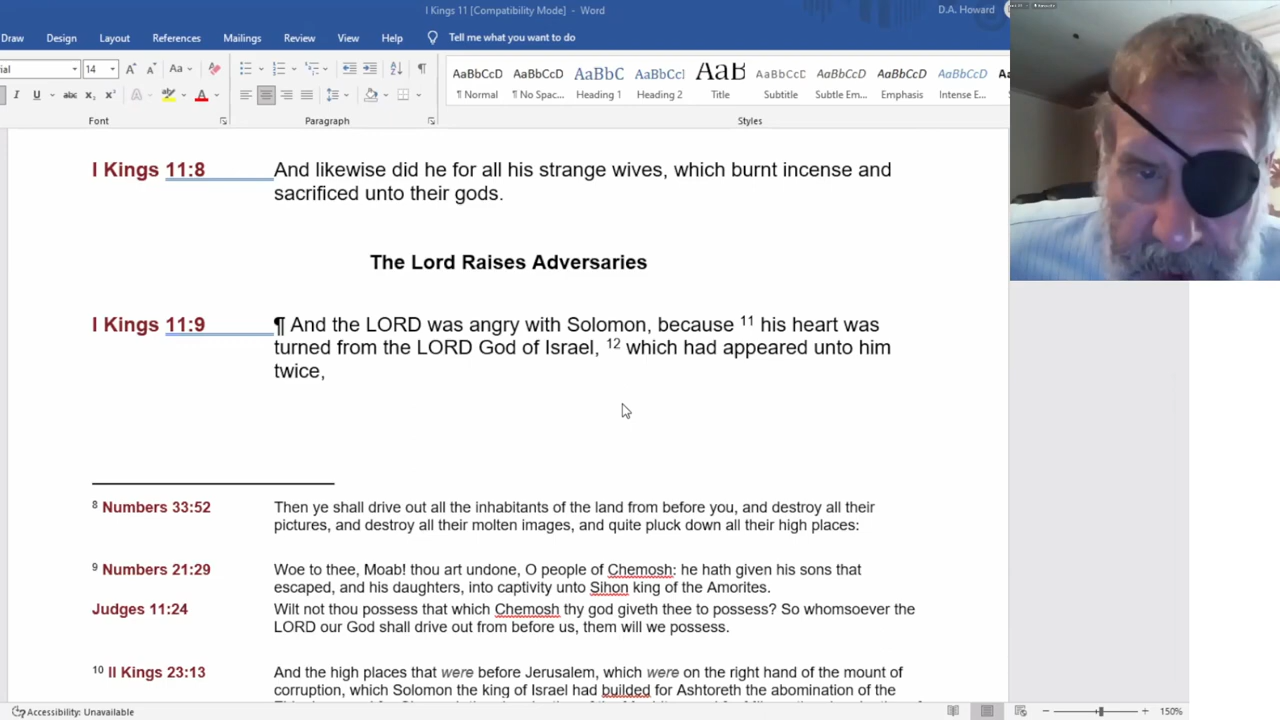 I Kings 11 [Compatibility Mode] - Word
D.A. Howard
Draw Design Layout References Mailings Review View Help Tell me what you want to do
ial 14 A A Aa
AaBbCcD AaBbCcD AaBbC AaBbCcl AaB AaBbCcD AaBbCcD AaBbCcD AaBbCcD
I U abc x₂ x² A A
¶ Normal ¶ No Spac... Heading 1 Heading 2 Title Subtitle Subtle Em... Emphasis Intense E...
Font Paragraph Styles
I Kings 11:8 And likewise did he for all his strange wives, which burnt incense and
sacrificed unto their gods.
The Lord Raises Adversaries
I Kings 11:9 ¶ And the LORD was angry with Solomon, because 11 his heart was
turned from the LORD God of Israel, 12 which had appeared unto him
twice,
8 Numbers 33:52 Then ye shall drive out all the inhabitants of the land from before you, and destroy all their
pictures, and destroy all their molten images, and quite pluck down all their high places:
9 Numbers 21:29 Woe to thee, Moab! thou art undone, O people of Chemosh: he hath given his sons that
escaped, and his daughters, into captivity unto Sihon king of the Amorites.
Judges 11:24 Wilt not thou possess that which Chemosh thy god giveth thee to possess? So whomsoever the
LORD our God shall drive out from before us, them will we possess.
10 II Kings 23:13 And the high places that were before Jerusalem, which were on the right hand of the mount of
corruption, which Solomon the king of Israel had builded for Ashtoreth the abomination of the
Accessibility: Unavailable
150%